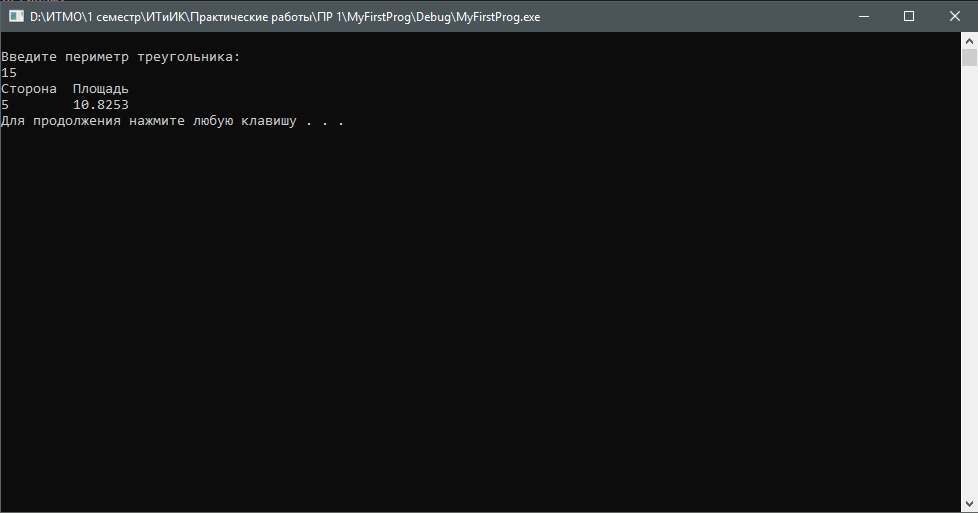 D:\ИТМО\1 семестр\ИТиИК\Практические работы\ПР 1\MyFirstProg\Debug\MyFirstProg.exe
Введите периметр треугольника:
15
Сторона  Площадь
5        10.8253
Для продолжения нажмите любую клавишу . . .